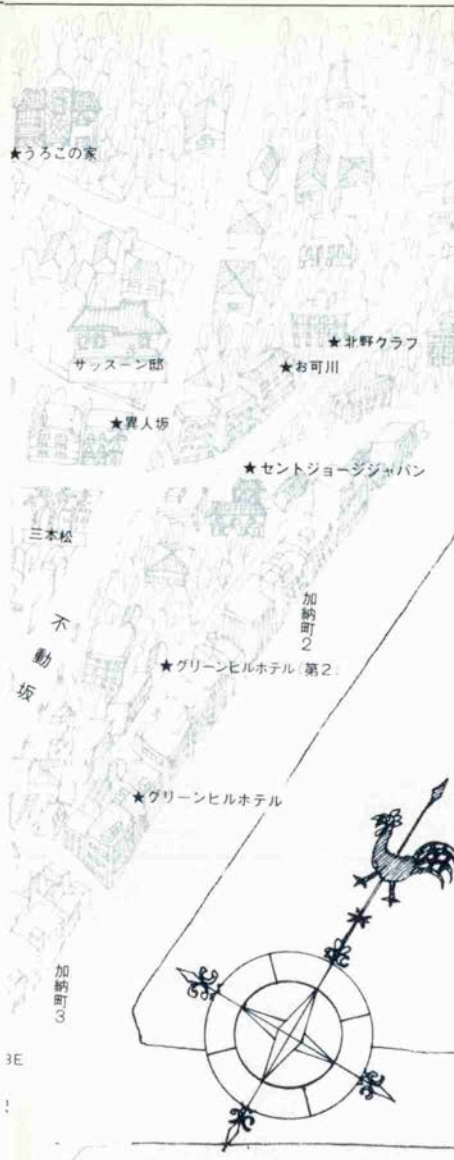 ★うろこの家
★北野クラブ
サッスーン邸
★お可川
★異人坂
★セントジョージジャパン
三本松
加納町2
不動坂
★グリーンヒルホテル(第2)
★グリーンヒルホテル
加納町3
BE